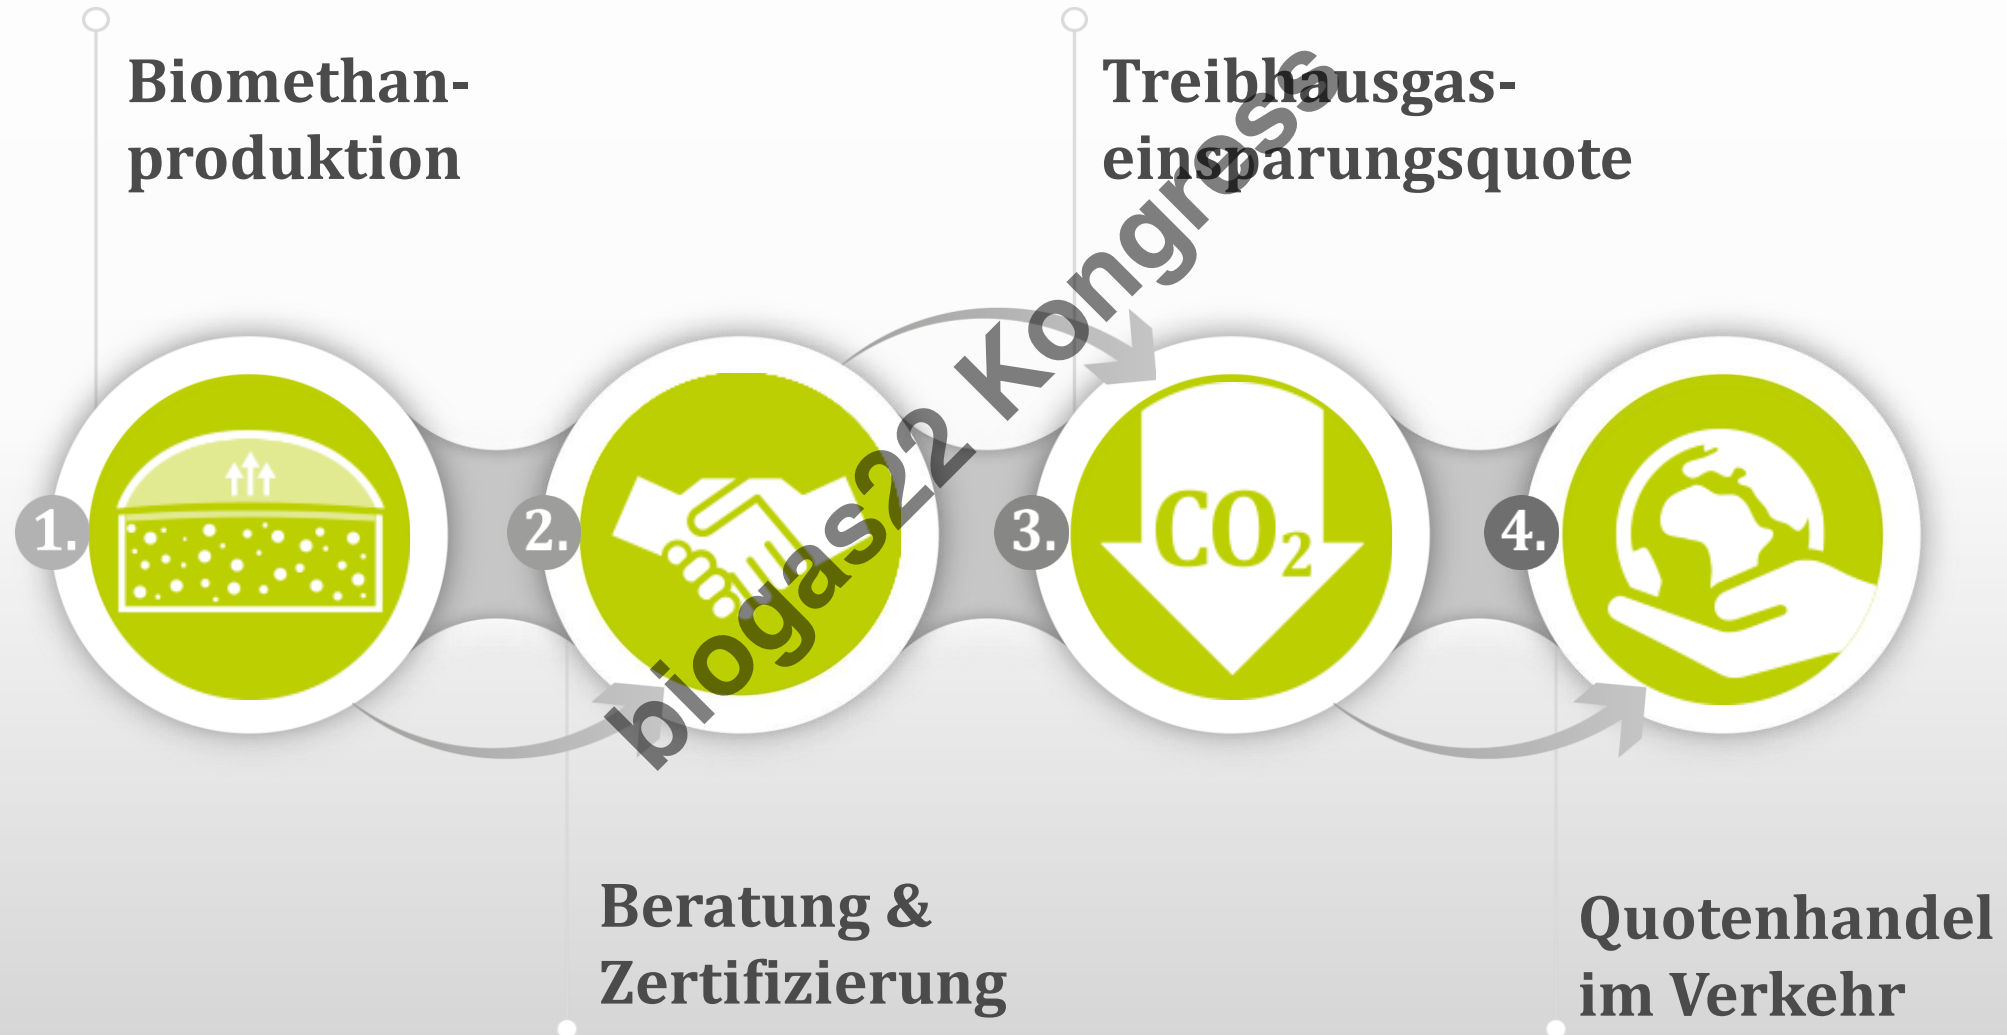 Biomethan-
produktion
Treibhausgas-
einsparungsquote
1.
2.
3.
CO₂
4.
biogas22 Kongress
Beratung &
Zertifizierung
Quotenhandel
im Verkehr